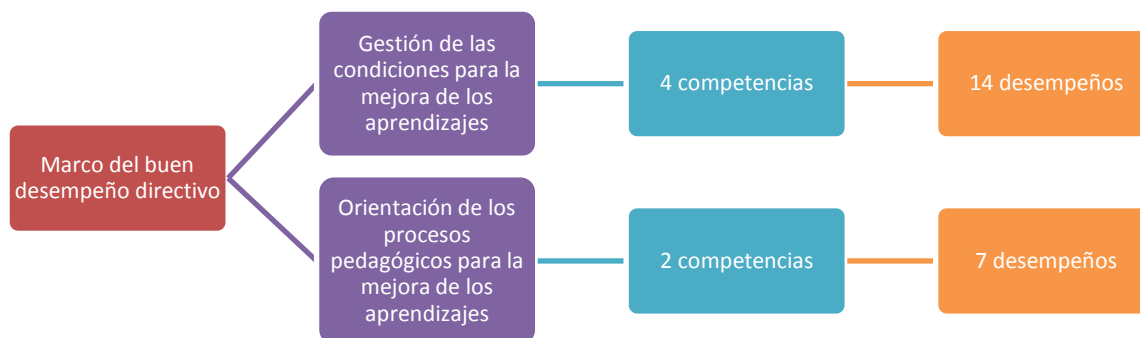 Marco del buen
desempeño directivo
Gestión de las
condiciones para la
mejora de los
aprendizajes
4 competencias
14 desempeños
Orientación de los
procesos
pedagógicos para la
mejora de los
aprendizajes
2 competencias
7 desempeños